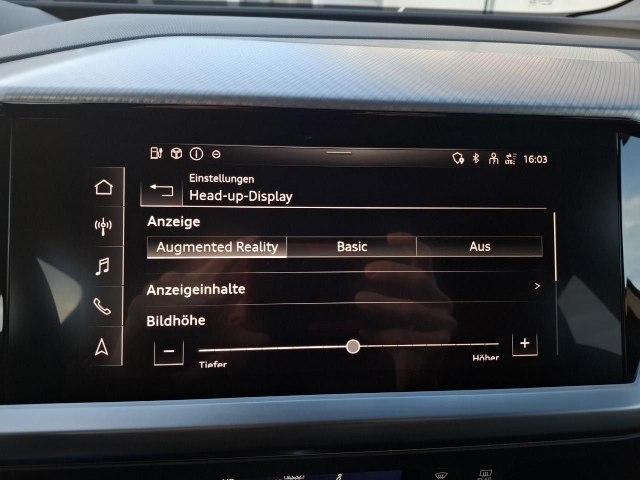 16:03
Einstellungen
Head-up-Display
Anzeige
Augmented Reality Basic Aus
Anzeigeinhalte >
Bildhöhe
− +
Tiefer Höher